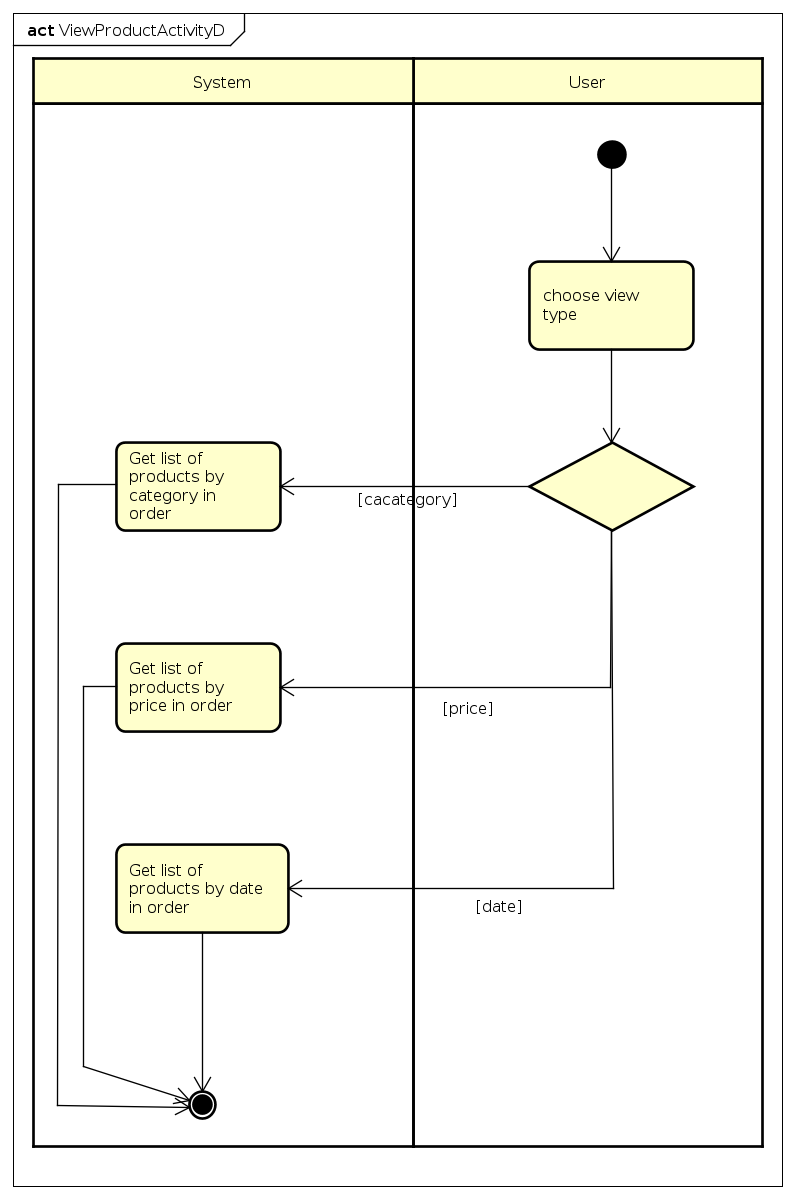 act ViewProductActivityD
System
User
choose view
type
Get list of
products by
category in
order
[cacategory]
Get list of
products by
price in order
[price]
Get list of
products by date
in order
[date]